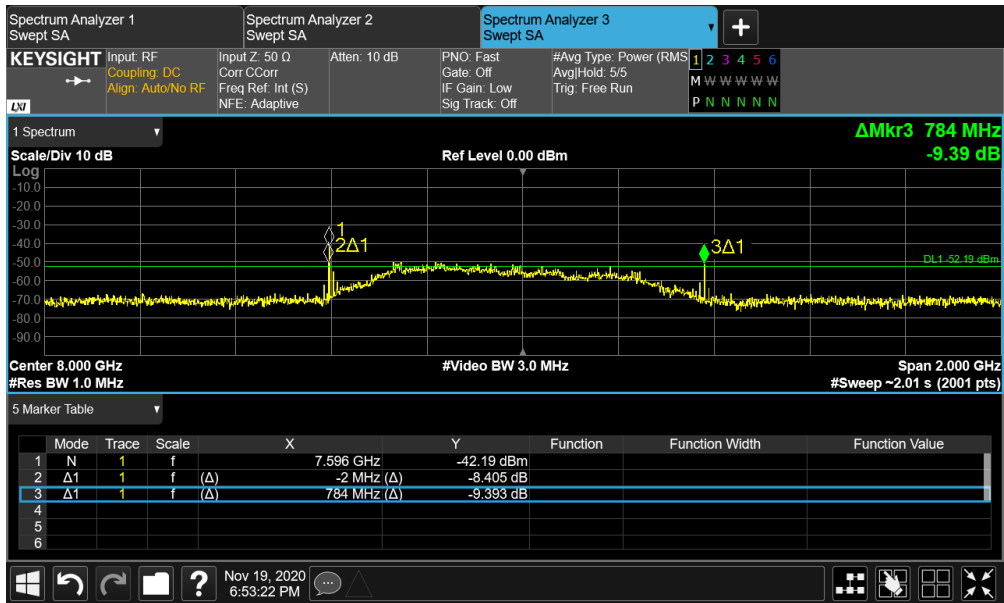 Spectrum Analyzer 1
Swept SA
Spectrum Analyzer 2
Swept SA
Spectrum Analyzer 3
Swept SA
KEYSIGHT
LXI
Input: RF
Coupling: DC
Align: Auto/No RF
Input Z: 50 Ω
Corr CCorr
Freq Ref: Int (S)
NFE: Adaptive
Atten: 10 dB
PNO: Fast
Gate: Off
IF Gain: Low
Sig Track: Off
#Avg Type: Power (RMS
Avg|Hold: 5/5
Trig: Free Run
1 2 3 4 5 6
M W W W W W
P N N N N N
1 Spectrum
ΔMkr3 784 MHz
-9.39 dB
Scale/Div 10 dB
Ref Level 0.00 dBm
Log
-10.0
-20.0
-30.0
-40.0
-50.0
-60.0
-70.0
-80.0
-90.0
1
2Δ1
3Δ1
DL1 -52.19 dBm
Center 8.000 GHz
#Video BW 3.0 MHz
Span 2.000 GHz
#Res BW 1.0 MHz
#Sweep ~2.01 s (2001 pts)
5 Marker Table
Mode Trace Scale X Y Function Function Width Function Value
1 N 1 f 7.596 GHz -42.19 dBm
2 Δ1 1 f (Δ) -2 MHz (Δ) -8.405 dB
3 Δ1 1 f (Δ) 784 MHz (Δ) -9.393 dB
4
5
6
?
Nov 19, 2020
6:53:22 PM